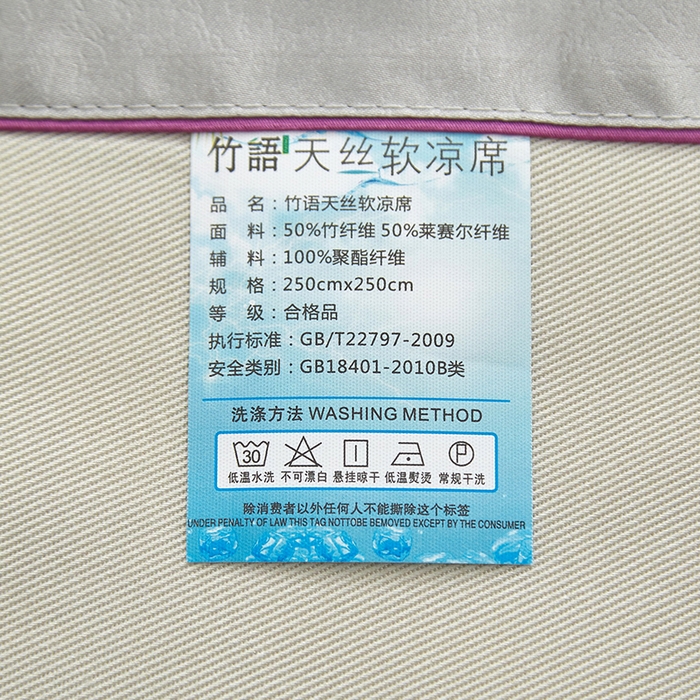 竹語 天丝软凉席
品 名：竹语天丝软凉席
面 料：50%竹纤维 50%莱赛尔纤维
辅 料：100%聚酯纤维
规 格：250cmx250cm
等 级：合格品
执行标准：GB/T22797-2009
安全类别：GB18401-2010B类
洗涤方法 WASHING METHOD
30 P
低温水洗 不可漂白 悬挂晾干 低温熨烫 常规干洗
除消费者以外任何人不能撕除这个标签
UNDER PENALTY OF LAW THIS TAG NOTTOBE BEMOVED EXCEPT BY THE CONSUMER